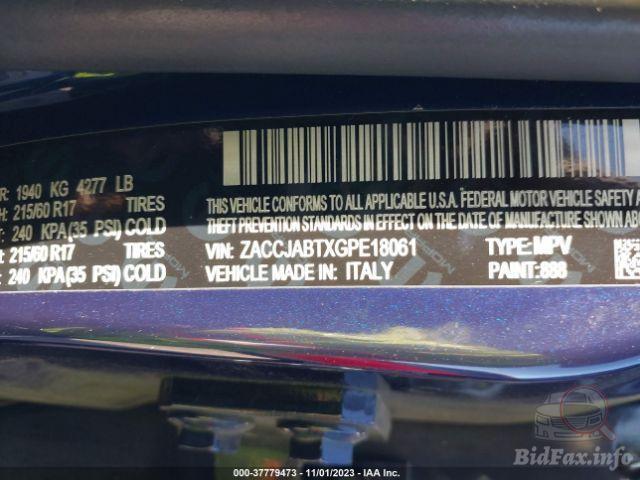 R: 1940 KG 4277 LB
H: 215/60 R17 TIRES
T: 240 KPA(35 PSI) COLD
: 215/60 R17 TIRES
: 240 KPA(35 PSI) COLD
THIS VEHICLE CONFORMS TO ALL APPLICABLE U.S.A. FEDERAL MOTOR VEHICLE SAFETY A
THEFT PREVENTION STANDARDS IN EFFECT ON THE DATE OF MANUFACTURE SHOWN A
VIN: ZACCJABTXGPE18061 TYPE: MPV
VEHICLE MADE IN: ITALY PAINT: 888
MOPAR
BidFax.info
000-37779473 - 11/01/2023 - IAA Inc.